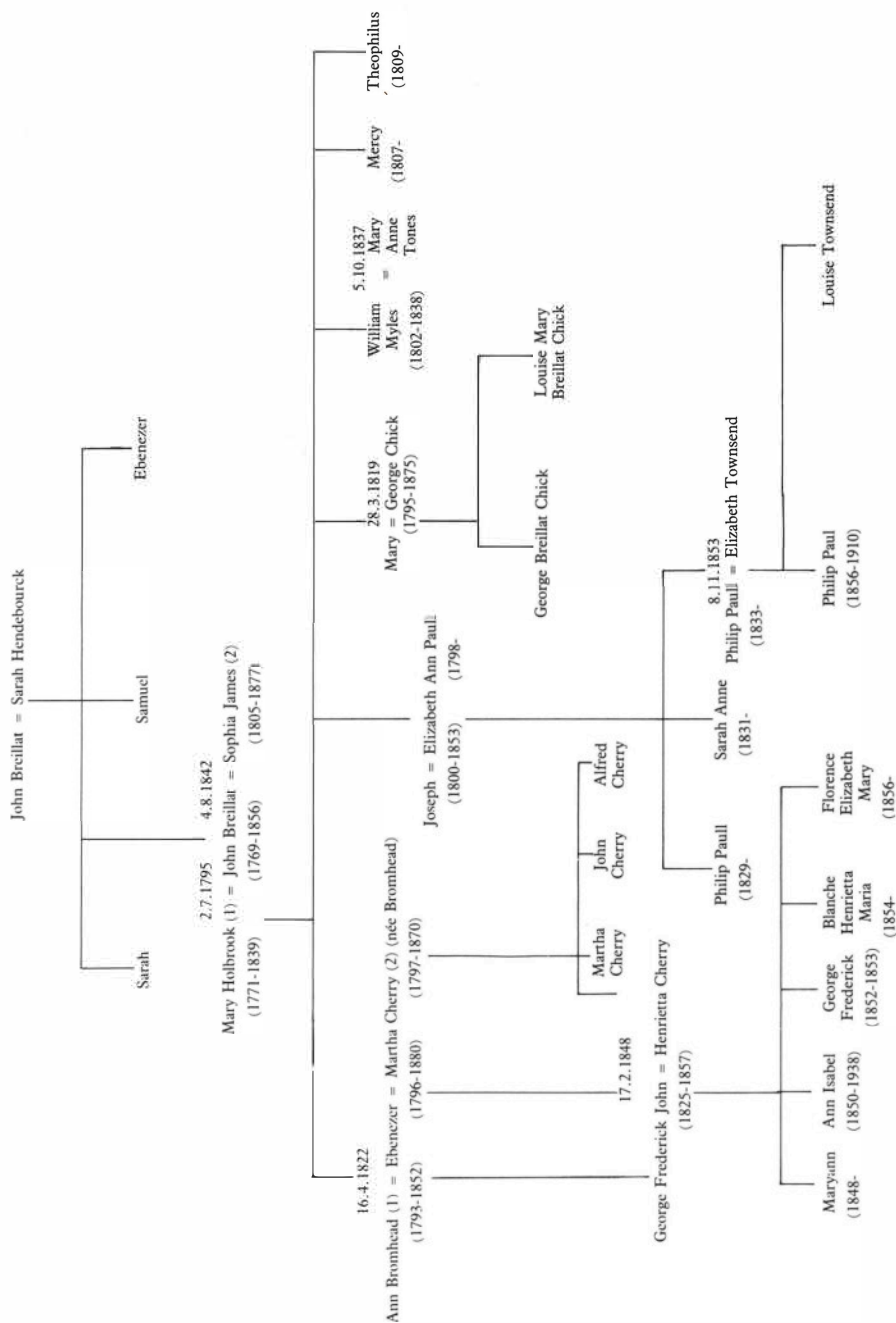 John Breillat = Sarah Hendebourck
Sarah
Samuel
Ebenezer
2.7.1795 4.8.1842
Mary Holbrook (1) = John Breillat = Sophia James (2)
(1771-1839) (1769-1856) (1805-1877)
16.4.1822
Ann Bromhead (1) = Ebenezer = Martha Cherry (2) (née Bromhead)
(1793-1852) (1796-1880) (1797-1870)
Joseph = Elizabeth Ann Paull
(1800-1853) (1798-
28.3.1819
Mary = George Chick
(1795-1875)
5.10.1837
William = Mary
Myles Anne
(1802-1838) Tones
Mercy
(1807-
Theophilus
(1809-
Martha
Cherry
John
Cherry
Alfred
Cherry
George Breillat Chick
Louise Mary
Breillat Chick
17.2.1848
George Frederick John = Henrietta Cherry
(1825-1857)
Philip Paull
(1829-
Sarah Anne
(1831-
8.11.1853
Philip Paull = Elizabeth Townsend
(1833-
Maryann
(1848-
Ann Isabel
(1850-1938)
George
Frederick
(1852-1853)
Blanche
Henrietta
Maria
(1854-
Florence
Elizabeth
Mary
(1856-
Philip Paul
(1856-1910)
Louise Townsend